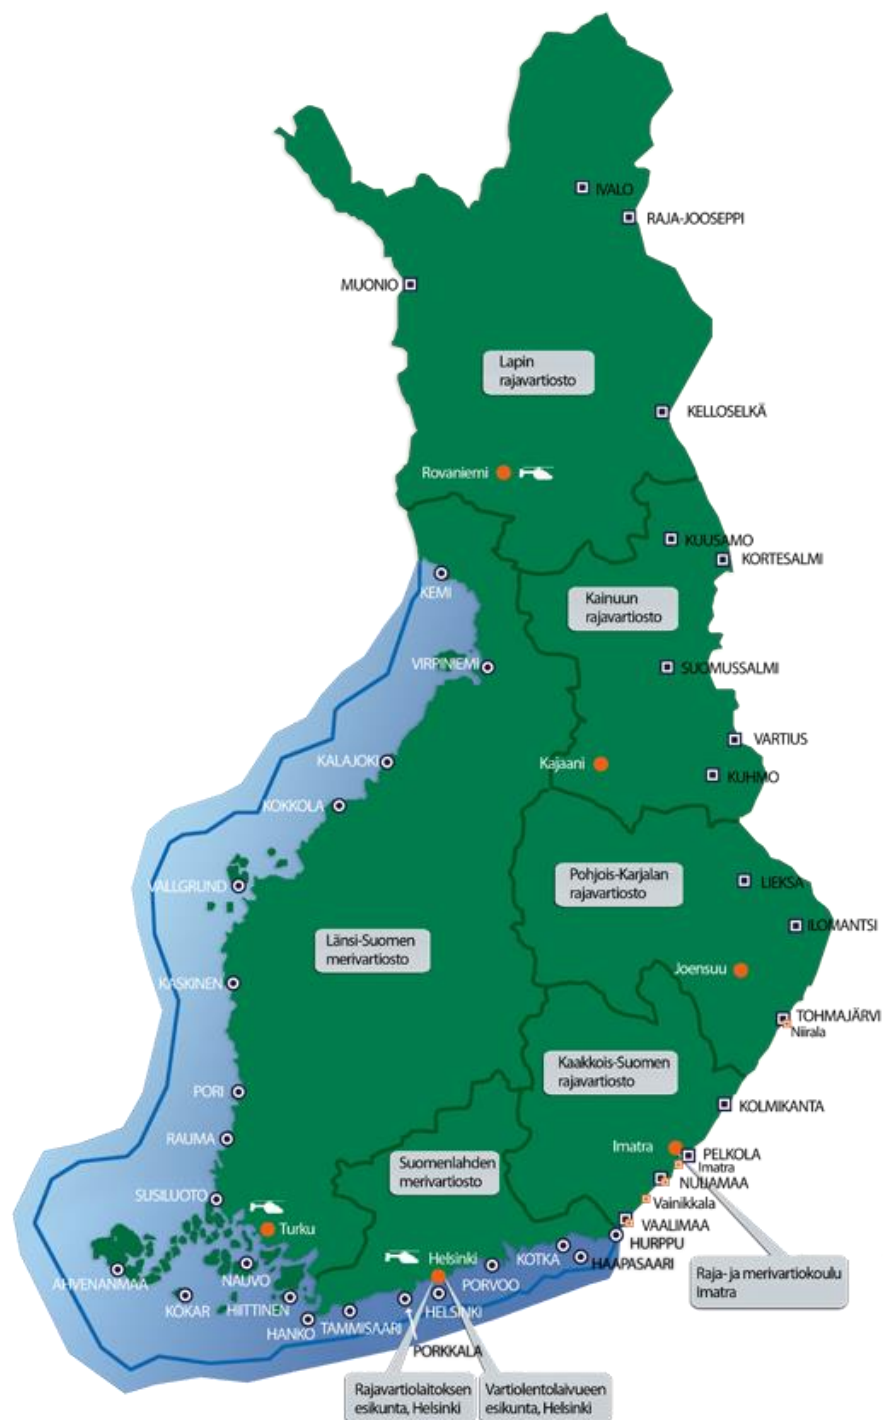 IVALO
RAJA-JOOSEPPI
MUONIO
Lapin
rajavartiosto
KELLOSELKÄ
Rovaniemi
KUUSAMO
KORTESALMI
KEMI
Kainuun
rajavartiosto
VIRPINIEMI
SUOMUSSALMI
VARTIUS
KALAJOKI
Kajaani
KUHMO
KOKKOLA
VALLGRUND
Pohjois-Karjalan
rajavartiosto
LIEKSA
ILOMANTSI
Länsi-Suomen
merivartiosto
Joensuu
KASKINEN
TOHMAJÄRVI
Niirala
Kaakkois-Suomen
rajavartiosto
PORI
KOLMIKANTA
RAUMA
Imatra
PELKOLA
Imatra
Suomenlahden
merivartiosto
NUIJAMAA
SUSILUOTO
Vainikkala
VAALIMAA
Turku
HURPPU
Helsinki
KOTKA
HAAPASAARI
AHVENANMAA
NAUVO
PORVOO
Raja- ja merivartiokoulu
Imatra
KÖKAR
HIITTINEN
HELSINKI
HANKO
TAMMISAARI
PORKKALA
Rajavartiolaitoksen
esikunta, Helsinki
Vartiolentolaivueen
esikunta, Helsinki